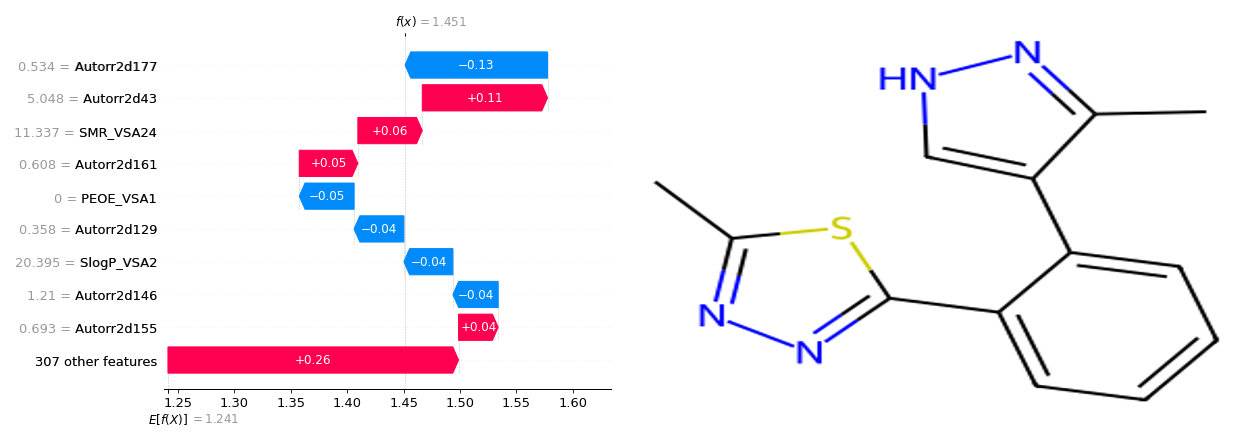 f(x) = 1.451
0.534 = Autorr2d177
−0.13
5.048 = Autorr2d43
+0.11
11.337 = SMR_VSA24
+0.06
0.608 = Autorr2d161
+0.05
0 = PEOE_VSA1
−0.05
0.358 = Autorr2d129
−0.04
20.395 = SlogP_VSA2
−0.04
1.21 = Autorr2d146
−0.04
0.693 = Autorr2d155
+0.04
307 other features
+0.26
1.25 1.30 1.35 1.40 1.45 1.50 1.55 1.60
E[f(X)] = 1.241
HN
N
S
N
N